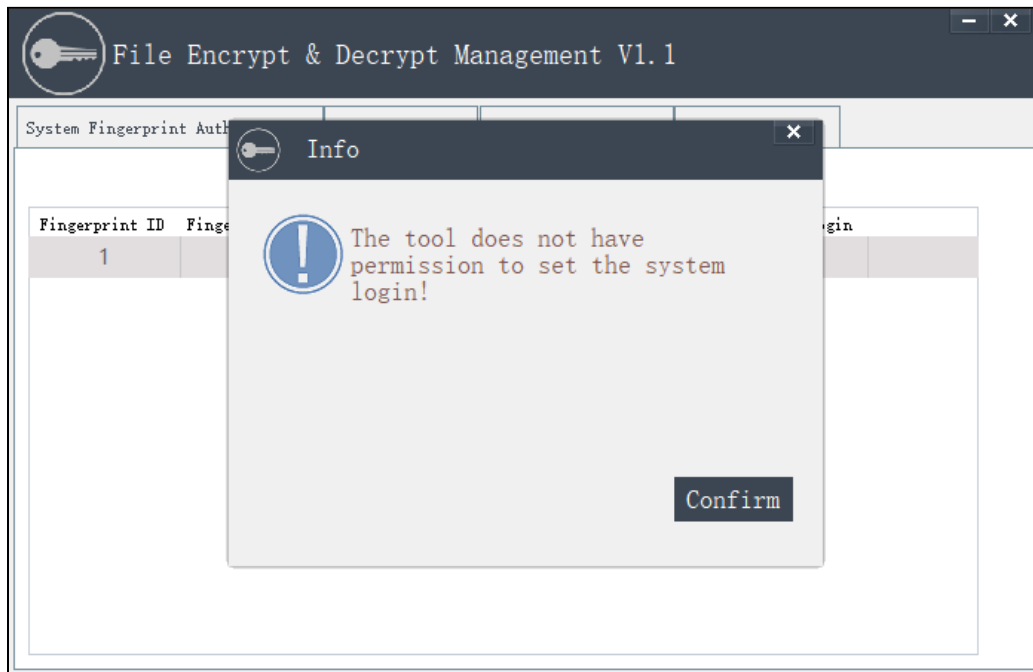 File Encrypt & Decrypt Management V1.1
System Fingerprint
Info
Fingerprint ID
The tool does not have
permission to set the system
login!
1
Confirm